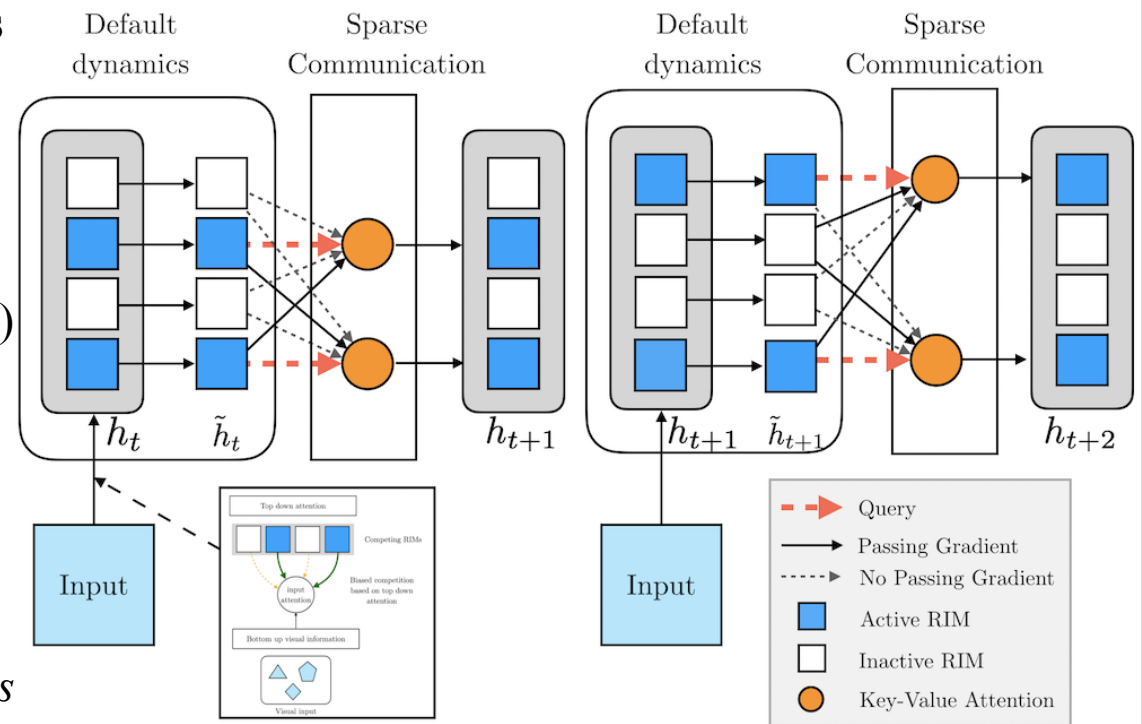 s
Default
dynamics
Sparse
Communication
Default
dynamics
Sparse
Communication
)
h_t
h̃_t
h_{t+1}
h_{t+1}
h̃_{t+1}
h_{t+2}
Input
Top down attention
Competing RIMs
input
attention
Biased competition
based on top down
attention
Bottom up visual information
Visual input
Input
Query
Passing Gradient
No Passing Gradient
Active RIM
Inactive RIM
Key-Value Attention
s